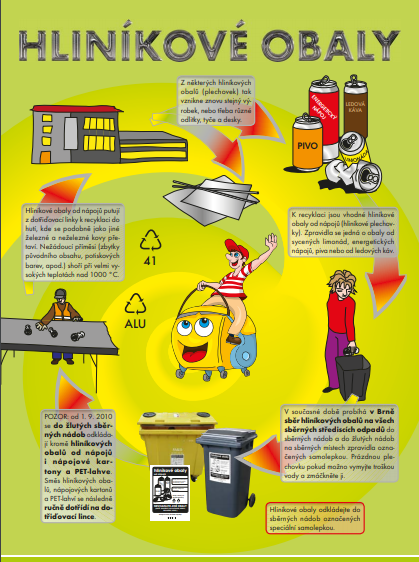 HLINÍKOVÉ OBALY
Z některých hliníkových
obalů (plechovek) tak
vznikne znovu stejný vý-
robek, nebo třeba různé
odlitky, tyče a desky.
ENERGETICKÝ
NÁPOJ
LEDOVÁ
KÁVA
PIVO
LIMONÁDA
Hliníkové obaly od nápojů putují
z dotřiďovací linky k recyklaci do
hutí, kde se podobně jako jiné
železné a neželezné kovy pře-
taví. Nežádoucí příměsi (zbytky
původního obsahu, potiskových
barev, apod.) shoří při velmi vy-
sokých teplotách nad 1000 °C.
K recyklaci jsou vhodné hliníkové
obaly od nápojů (hliníkové plechov-
ky). Zpravidla se jedná o obaly od
sycených limonád, energetických
nápojů, piva nebo od ledových káv.
41
ALU
POZOR: od 1. 9. 2010
se do žlutých sběr-
ných nádob odkláda-
jí kromě hliníkových
obalů od nápojů
i nápojové kar-
tony a PET-lahve.
Směs hliníkových oba-
lů, nápojových kartonů
a PET-lahví se následně
ručně dotřídí na do-
třiďovací lince.
V současné době probíhá v Brně
sběr hliníkových obalů na všech
sběrných střediscích odpadů do
sběrných nádob a do žlutých nádob
na sběrných místech zpravidla ozna-
čených samolepkou. Prázdnou ple-
chovku pokud možno vymyjte troškou
vody a zmáčkněte ji.
hliníkové obaly
Hliníkové obaly odkládejte do
sběrných nádob označených
speciální samolepkou.